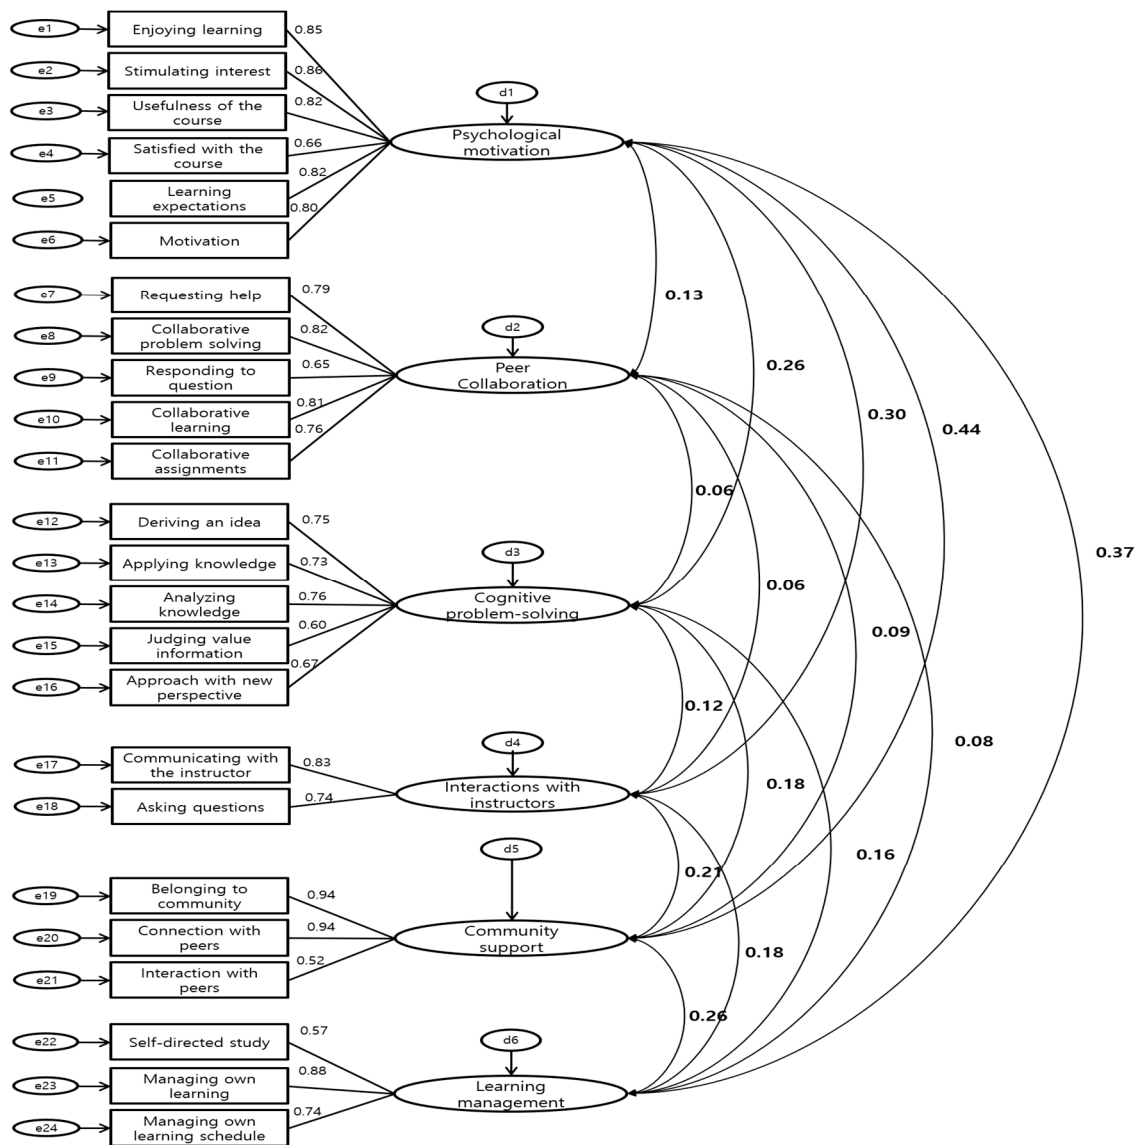 e1
Enjoying learning
0.85
e2
Stimulating interest
0.86
e3
Usefulness of the
course
0.82
e4
Satisfied with the
course
0.66
e5
Learning
expectations
0.82
e6
Motivation
0.80
d1
Psychological
motivation
e7
Requesting help
0.79
e8
Collaborative
problem solving
0.82
e9
Responding to
question
0.65
e10
Collaborative
learning
0.81
e11
Collaborative
assignments
0.76
d2
Peer
Collaboration
e12
Deriving an idea
0.75
e13
Applying knowledge
0.73
e14
Analyzing
knowledge
0.76
e15
Judging value
information
0.60
e16
Approach with new
perspective
0.67
d3
Cognitive
problem-solving
e17
Communicating with
the instructor
0.83
e18
Asking questions
0.74
d4
Interactions with
instructors
e19
Belonging to
community
0.94
e20
Connection with
peers
0.94
e21
Interaction with
peers
0.52
d5
Community
support
e22
Self-directed study
0.57
e23
Managing own
learning
0.88
e24
Managing own
learning schedule
0.74
d6
Learning
management
0.13
0.26
0.30
0.44
0.37
0.06
0.06
0.09
0.08
0.12
0.18
0.16
0.21
0.18
0.26